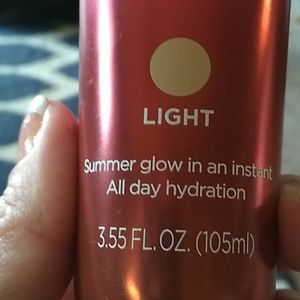 LIGHT
Summer glow in an instant
All day hydration
3.55 FL. OZ. (105ml)